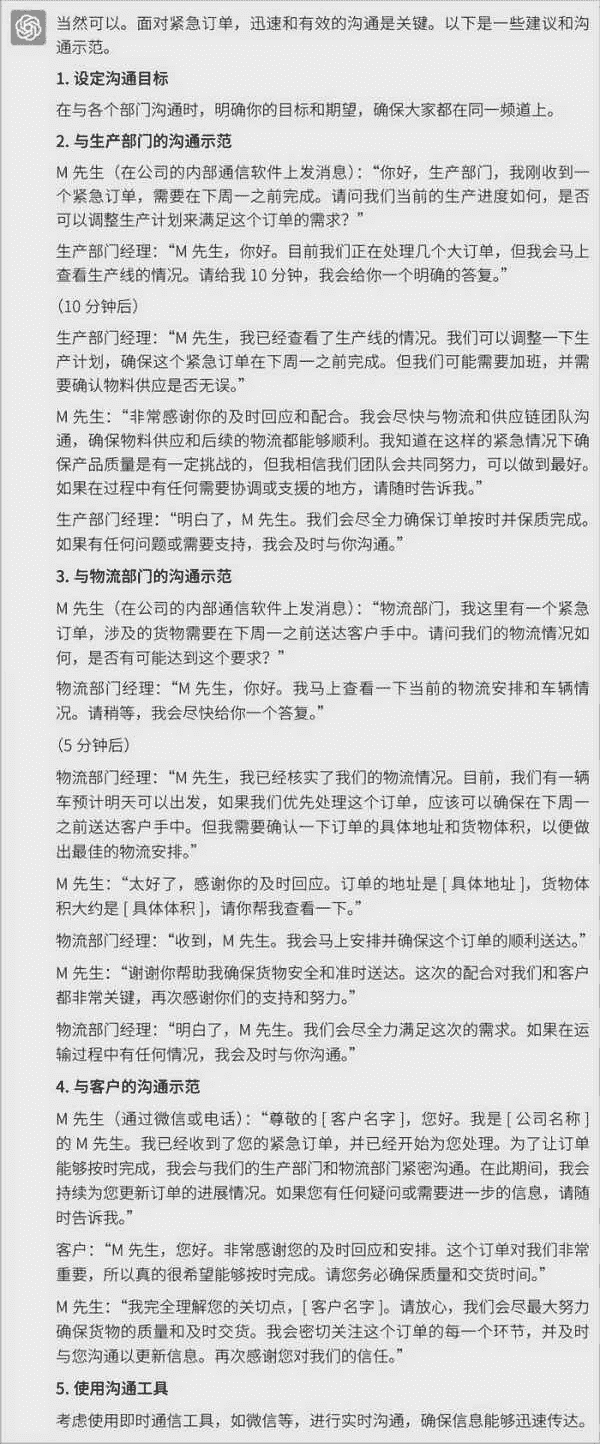 当然可以。面对紧急订单，迅速和有效的沟通是关键。以下是一些建议和沟
通示范。
1. 设定沟通目标
在与各个部门沟通时，明确你的目标和期望，确保大家都在同一频道上。
2. 与生产部门的沟通示范
M 先生（在公司的内部通信软件上发消息）：“你好，生产部门，我刚收到一
个紧急订单，需要在下周一之前完成。请问我们当前的生产进度如何，是否
可以调整生产计划来满足这个订单的需求？”
生产部门经理：“M 先生，你好。目前我们正在处理几个大订单，但我会马上
查看生产线的情况。请给我 10 分钟，我会给你一个明确的答复。”
（10 分钟后）
生产部门经理：“M 先生，我已经查看了生产线的情况。我们可以调整一下生
产计划，确保这个紧急订单在下周一之前完成。但我们可能需要加班，并需
要确认物料供应是否无误。”
M 先生：“非常感谢你的及时回应和配合。我会尽快与物流和供应链团队沟
通，确保物料供应和后续的物流都能够顺利。我知道在这样的紧急情况下确
保产品质量是有一定挑战的，但我相信我们团队会共同努力，可以做到最好。
如果在过程中有任何需要协调或支援的地方，请随时告诉我。”
生产部门经理：“明白了，M 先生。我们会尽全力确保订单按时并保质完成。
如果有任何问题或需要支持，我会及时与你沟通。”
3. 与物流部门的沟通示范
M 先生（在公司的内部通信软件上发消息）：“物流部门，我这里有一个紧急
订单，涉及的货物需要在下周一之前送达客户手中。请问我们的物流情况如
何，是否有可能达到这个要求？”
物流部门经理：“M 先生，你好。我马上查看一下当前的物流安排和车辆情
况。请稍等，我会尽快给你一个答复。”
（5 分钟后）
物流部门经理：“M 先生，我已经核实了我们的物流情况。目前，我们有一辆
车预计明天可以出发，如果我们优先处理这个订单，应该可以确保在下周一
之前送达客户手中。但我需要确认一下订单的具体地址和货物体积，以便做
出最佳的物流安排。”
M 先生：“太好了，感谢你的及时回应。订单的地址是 [ 具体地址 ]，货物体
积大约是 [ 具体体积 ]，请你帮我查看一下。”
物流部门经理：“收到，M 先生。我会马上安排并确保这个订单的顺利送达。”
M 先生：“谢谢你帮助我确保货物安全和准时送达。这次的配合对我们和客户
都非常关键，再次感谢你们的支持和努力。”
物流部门经理：“明白了，M 先生。我们会尽全力满足这次的需求。如果在运
输过程中有任何情况，我会及时与你沟通。”
4. 与客户的沟通示范
M 先生（通过微信或电话）：“尊敬的 [ 客户名字 ]，您好。我是 [ 公司名称 ]
的 M 先生。我已经收到了您的紧急订单，并已经开始为您处理。为了让订单
能够按时完成，我会与我们的生产部门和物流部门紧密沟通。在此期间，我会
持续为您更新订单的进展情况。如果您有任何疑问或需要进一步的信息，请随
时告诉我。”
客户：“M 先生，您好。非常感谢您的及时回应和安排。这个订单对我们非常
重要，所以真的很希望能够按时完成。请您务必确保质量和交货时间。”
M 先生：“我完全理解您的关切点，[ 客户名字 ]。请放心，我们会尽最大努力
确保货物的质量和及时交货。我会密切关注这个订单的每一个环节，并及时
与您沟通以更新信息。再次感谢您对我们的信任。”
5. 使用沟通工具
考虑使用即时通信工具，如微信等，进行实时沟通，确保信息能够迅速传达。